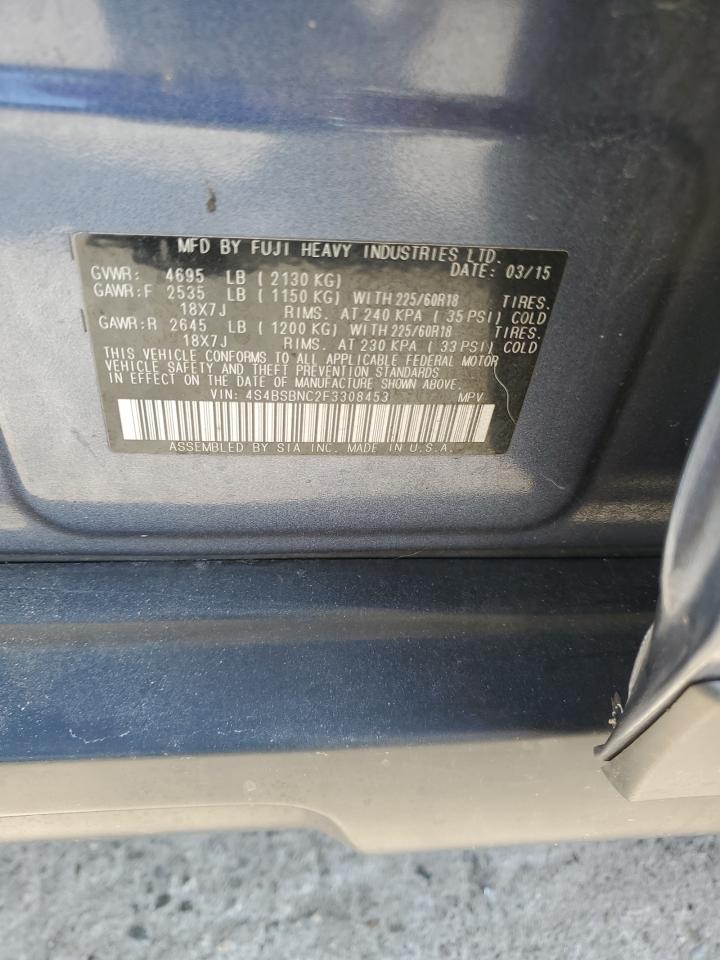 MFD BY FUJI HEAVY INDUSTRIES LTD.
DATE: 03/15
GVWR: 4695 LB ( 2130 KG)
GAWR:F 2535 LB ( 1150 KG) WITH 225/60R18 TIRES.
18X7J RIMS. AT 240 KPA ( 35 PSI) COLD
GAWR:R 2645 LB ( 1200 KG) WITH 225/60R18 TIRES.
18X7J RIMS. AT 230 KPA ( 33 PSI) COLD
THIS VEHICLE CONFORMS TO ALL APPLICABLE FEDERAL MOTOR
VEHICLE SAFETY AND THEFT PREVENTION STANDARDS
IN EFFECT ON THE DATE OF MANUFACTURE SHOWN ABOVE.
VIN: 4S4BSBNC2F3308453 MPV
ASSEMBLED BY SIA INC. MADE IN U.S.A.